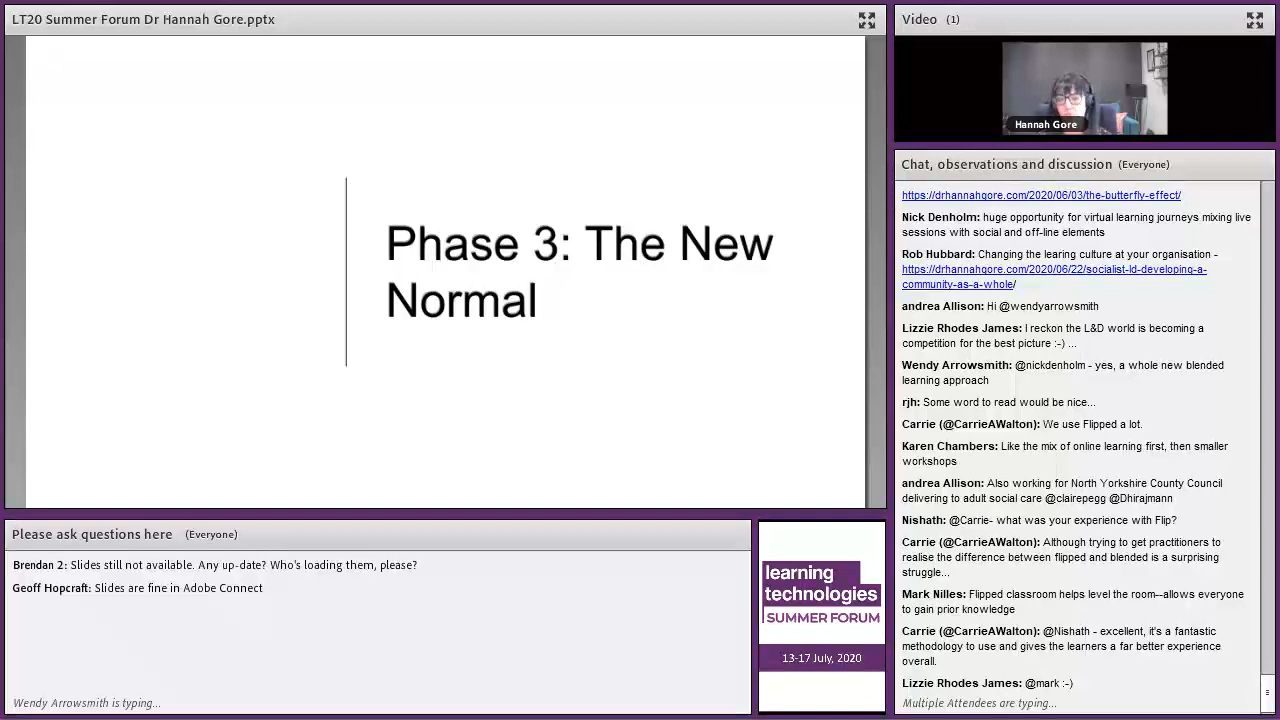 LT20 Summer Forum Dr Hannah Gore.pptx
Phase 3: The New
Normal
Video (1)
Hannah Gore
Chat, observations and discussion (Everyone)
https://drhannahgore.com/2020/06/03/the-butterfly-effect/
Nick Denholm: huge opportunity for virtual learning journeys mixing live
sessions with social and off-line elements
Rob Hubbard: Changing the learing culture at your organisation -
https://drhannahgore.com/2020/06/22/socialist-ld-developing-a-
community-as-a-whole/
andrea Allison: Hi @wendyarrowsmith
Lizzie Rhodes James: I reckon the L&D world is becoming a
competition for the best picture :-) ...
Wendy Arrowsmith: @nickdenholm - yes, a whole new blended
learning approach
rjh: Some word to read would be nice...
Carrie (@CarrieAWalton): We use Flipped a lot.
Karen Chambers: Like the mix of online learning first, then smaller
workshops
andrea Allison: Also working for North Yorkshire County Council
delivering to adult social care @clairepegg @Dhirajmann
Nishath: @Carrie- what was your experience with Flip?
Carrie (@CarrieAWalton): Although trying to get practitioners to
realise the difference between flipped and blended is a surprising
struggle...
Mark Nilles: Flipped classroom helps level the room--allows everyone
to gain prior knowledge
Carrie (@CarrieAWalton): @Nishath - excellent, it's a fantastic
methodology to use and gives the learners a far better experience
overall.
Lizzie Rhodes James: @mark :-)
Multiple Attendees are typing...
Please ask questions here (Everyone)
Brendan 2: Slides still not available. Any up-date? Who's loading them, please?
Geoff Hopcraft: Slides are fine in Adobe Connect
Wendy Arrowsmith is typing...
learning
technologies
SUMMER FORUM
13-17 July, 2020